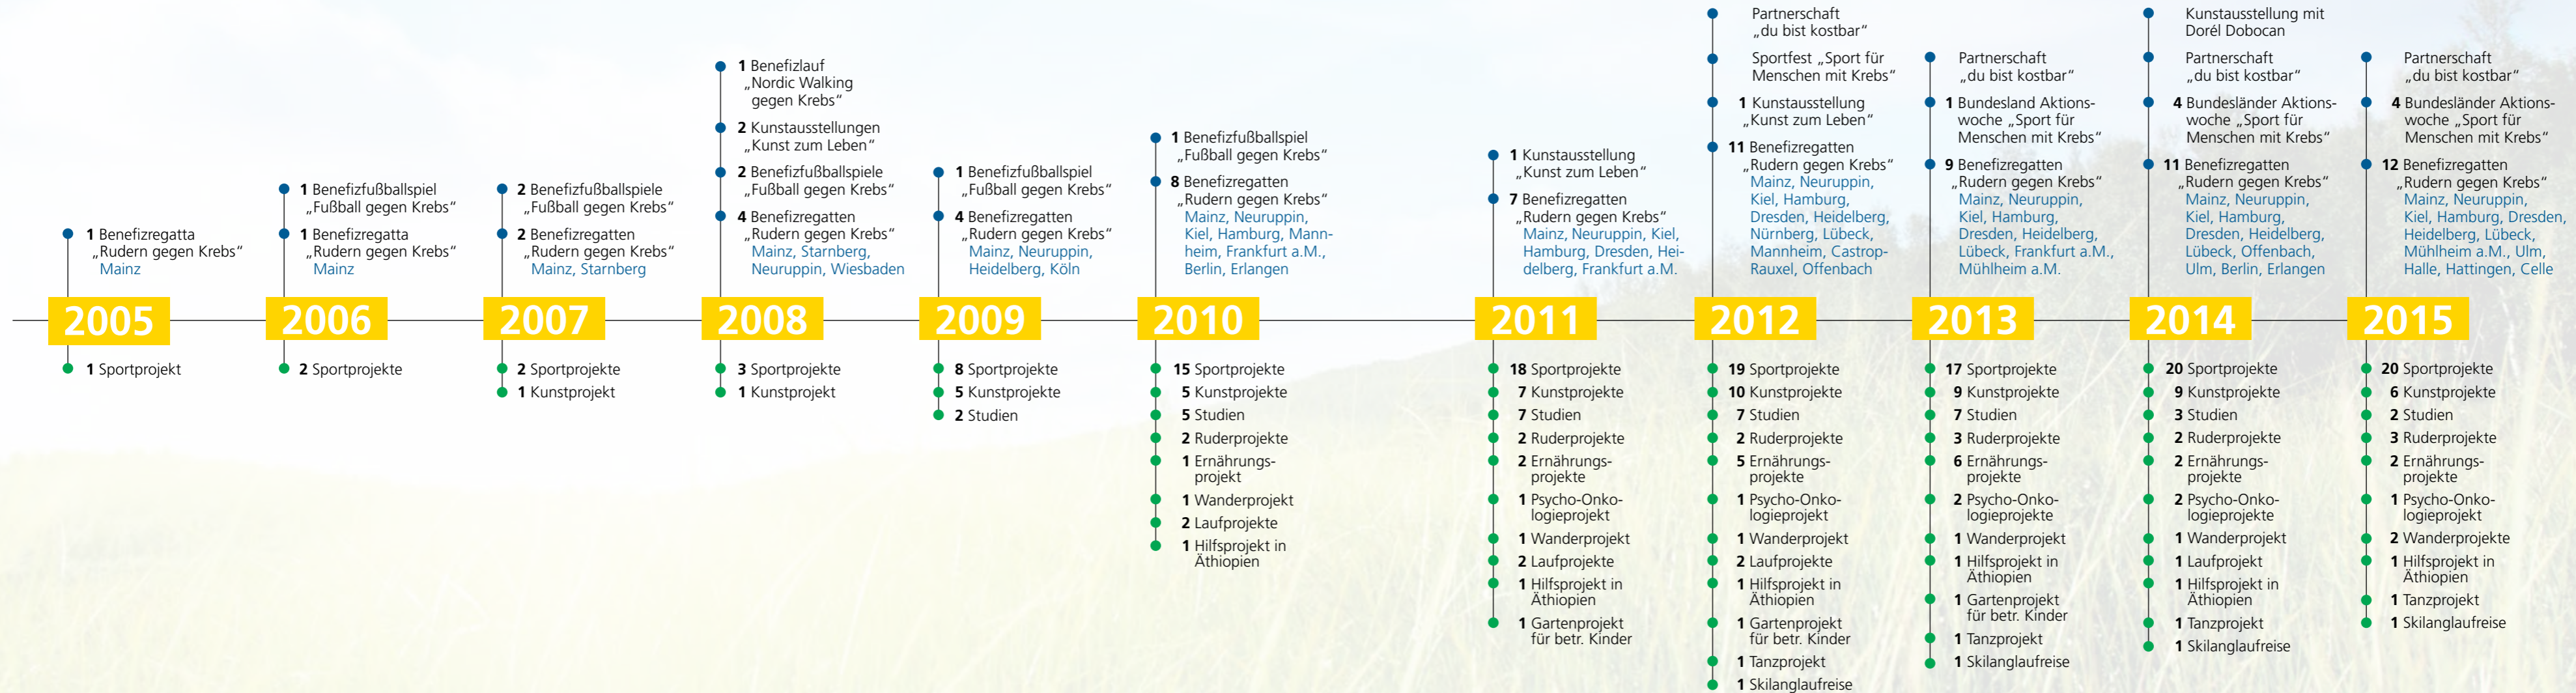 1 Benefizregatta
„Rudern gegen Krebs“
Mainz
2005
1 Sportprojekt
1 Benefizfußballspiel
„Fußball gegen Krebs“
1 Benefizregatta
„Rudern gegen Krebs“
Mainz
2006
2 Sportprojekte
2 Benefizfußballspiele
„Fußball gegen Krebs“
2 Benefizregatten
„Rudern gegen Krebs“
Mainz, Starnberg
2007
2 Sportprojekte
1 Kunstprojekt
1 Benefizlauf
„Nordic Walking
gegen Krebs“
2 Kunstausstellungen
„Kunst zum Leben“
2 Benefizfußballspiele
„Fußball gegen Krebs“
4 Benefizregatten
„Rudern gegen Krebs“
Mainz, Starnberg,
Neuruppin, Wiesbaden
2008
3 Sportprojekte
1 Kunstprojekt
1 Benefizfußballspiel
„Fußball gegen Krebs“
4 Benefizregatten
„Rudern gegen Krebs“
Mainz, Neuruppin,
Heidelberg, Köln
2009
8 Sportprojekte
5 Kunstprojekte
2 Studien
1 Benefizfußballspiel
„Fußball gegen Krebs“
8 Benefizregatten
„Rudern gegen Krebs“
Mainz, Neuruppin,
Kiel, Hamburg, Mann-
heim, Frankfurt a.M.,
Berlin, Erlangen
2010
15 Sportprojekte
5 Kunstprojekte
5 Studien
2 Ruderprojekte
1 Ernährungs-
projekt
1 Wanderprojekt
2 Laufprojekte
1 Hilfsprojekt in
Äthiopien
1 Kunstausstellung
„Kunst zum Leben“
7 Benefizregatten
„Rudern gegen Krebs“
Mainz, Neuruppin, Kiel,
Hamburg, Dresden, Hei-
delberg, Frankfurt a.M.
2011
18 Sportprojekte
7 Kunstprojekte
7 Studien
2 Ruderprojekte
2 Ernährungs-
projekte
1 Psycho-Onko-
logieprojekt
1 Wanderprojekt
2 Laufprojekte
1 Hilfsprojekt in
Äthiopien
1 Gartenprojekt
für betr. Kinder
Partnerschaft
„du bist kostbar“
Sportfest „Sport für
Menschen mit Krebs“
1 Kunstausstellung
„Kunst zum Leben“
11 Benefizregatten
„Rudern gegen Krebs“
Mainz, Neuruppin,
Kiel, Hamburg,
Dresden, Heidelberg,
Nürnberg, Lübeck,
Mannheim, Castrop-
Rauxel, Offenbach
2012
19 Sportprojekte
10 Kunstprojekte
7 Studien
2 Ruderprojekte
5 Ernährungs-
projekte
1 Psycho-Onko-
logieprojekt
1 Wanderprojekt
2 Laufprojekte
1 Hilfsprojekt in
Äthiopien
1 Gartenprojekt
für betr. Kinder
1 Tanzprojekt
1 Skilanglaufreise
Partnerschaft
„du bist kostbar“
1 Bundesland Aktions-
woche „Sport für
Menschen mit Krebs“
9 Benefizregatten
„Rudern gegen Krebs“
Mainz, Neuruppin,
Kiel, Hamburg,
Dresden, Heidelberg,
Lübeck, Frankfurt a.M.,
Mühlheim a.M.
2013
17 Sportprojekte
9 Kunstprojekte
7 Studien
3 Ruderprojekte
6 Ernährungs-
projekte
2 Psycho-Onko-
logieprojekte
1 Wanderprojekt
1 Hilfsprojekt in
Äthiopien
1 Gartenprojekt
für betr. Kinder
1 Tanzprojekt
1 Skilanglaufreise
Kunstausstellung mit
Dorél Dobocan
Partnerschaft
„du bist kostbar“
4 Bundesländer Aktions-
woche „Sport für
Menschen mit Krebs“
11 Benefizregatten
„Rudern gegen Krebs“
Mainz, Neuruppin,
Kiel, Hamburg,
Dresden, Heidelberg,
Lübeck, Offenbach,
Ulm, Berlin, Erlangen
2014
20 Sportprojekte
9 Kunstprojekte
3 Studien
2 Ruderprojekte
2 Ernährungs-
projekte
2 Psycho-Onko-
logieprojekte
1 Wanderprojekt
1 Laufprojekt
1 Hilfsprojekt in
Äthiopien
1 Tanzprojekt
1 Skilanglaufreise
Partnerschaft
„du bist kostbar“
4 Bundesländer Aktions-
woche „Sport für
Menschen mit Krebs“
12 Benefizregatten
„Rudern gegen Krebs“
Mainz, Neuruppin,
Kiel, Hamburg, Dresden,
Heidelberg, Lübeck,
Mühlheim a.M., Ulm,
Halle, Hattingen, Celle
2015
20 Sportprojekte
6 Kunstprojekte
2 Studien
3 Ruderprojekte
2 Ernährungs-
projekte
1 Psycho-Onko-
logieprojekt
2 Wanderprojekte
1 Hilfsprojekt in
Äthiopien
1 Tanzprojekt
1 Skilanglaufreise